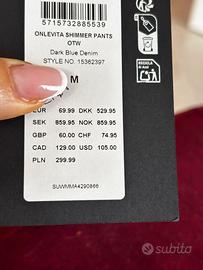 5715732885539
ONLEVITA SHIMMER PANTS
OTW
Dark Blue Denim
STYLE NO. 15362397
M
EUR 69.99 DKK 529.95
SEK 859.95 NOK 859.95
GBP 60.00 CHF 74.95
CAD 129.00 USD 105.00
PLN 299.99
SUWMMA4290866
subito